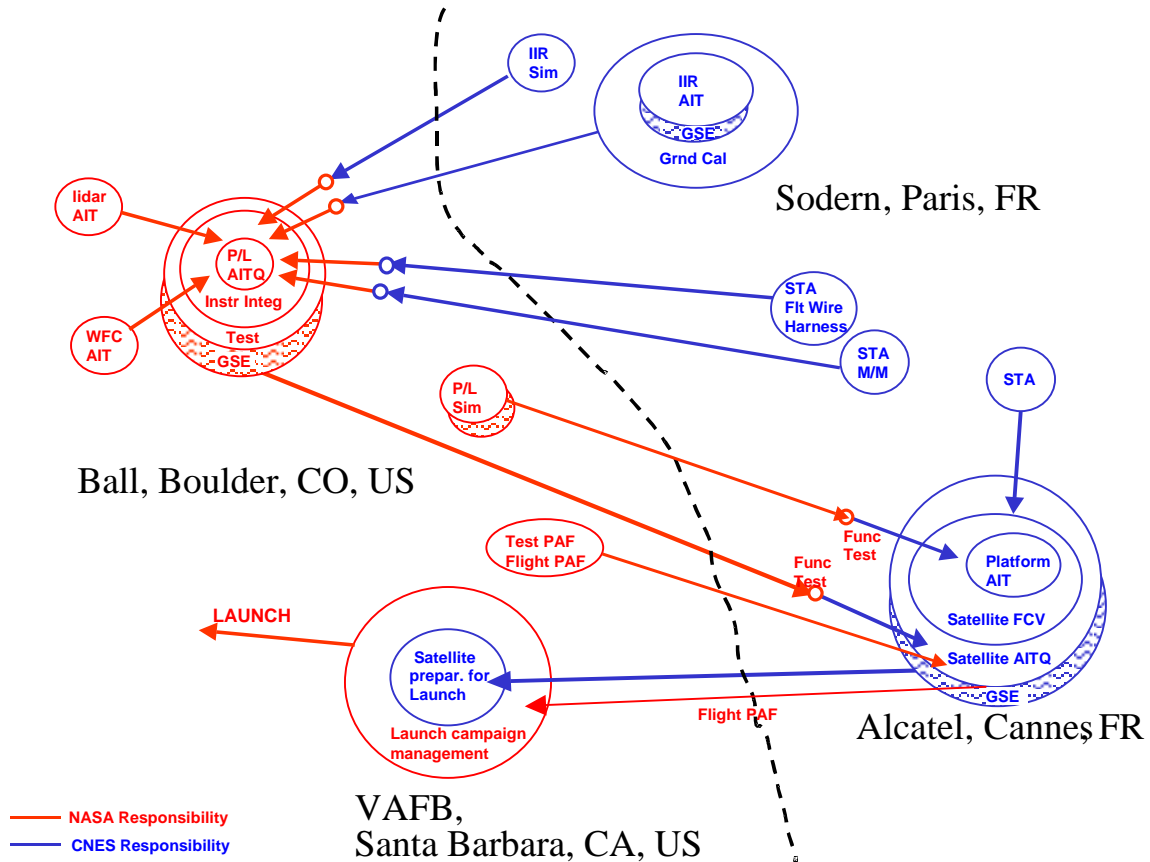 IIR
Sim
IIR
AIT
GSE
Grnd Cal
Sodern, Paris, FR
lidar
AIT
P/L
AITQ
Instr Integ
Test
GSE
WFC
AIT
STA
Flt Wire
Harness
STA
M/M
STA
P/L
Sim
Ball, Boulder, CO, US
Test PAF
Flight PAF
Func
Test
Func
Test
Platform
AIT
Satellite FCV
Satellite AITQ
GSE
Alcatel, Cannes, FR
LAUNCH
Satellite
prepar. for
Launch
Launch campaign
management
Flight PAF
VAFB,
Santa Barbara, CA, US
NASA Responsibility
CNES Responsibility